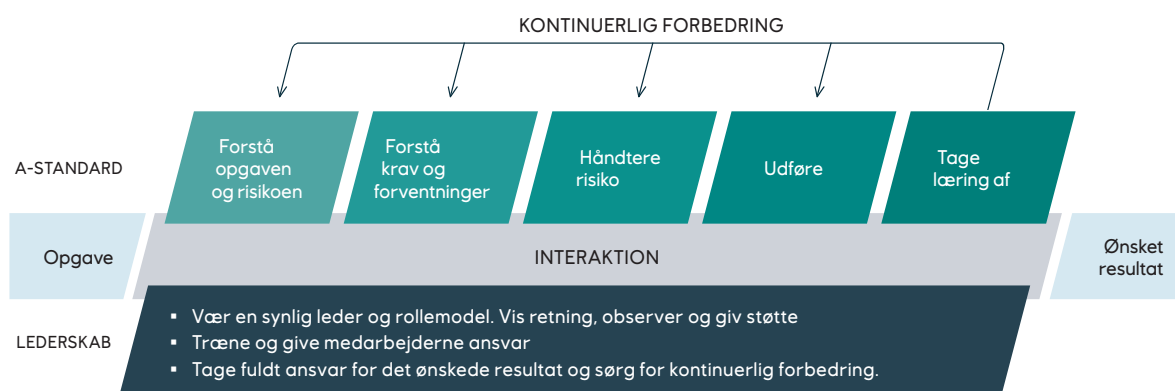 KONTINUERLIG FORBEDRING
A-STANDARD
Forstå
opgaven
og risikoen
Forstå
krav og
forventninger
Håndtere
risiko
Udføre
Tage
læring af
Opgave
INTERAKTION
Ønsket
resultat
LEDERSKAB
▪ Vær en synlig leder og rollemodel. Vis retning, observer og giv støtte
▪ Træne og give medarbejderne ansvar
▪ Tage fuldt ansvar for det ønskede resultat og sørg for kontinuerlig forbedring.